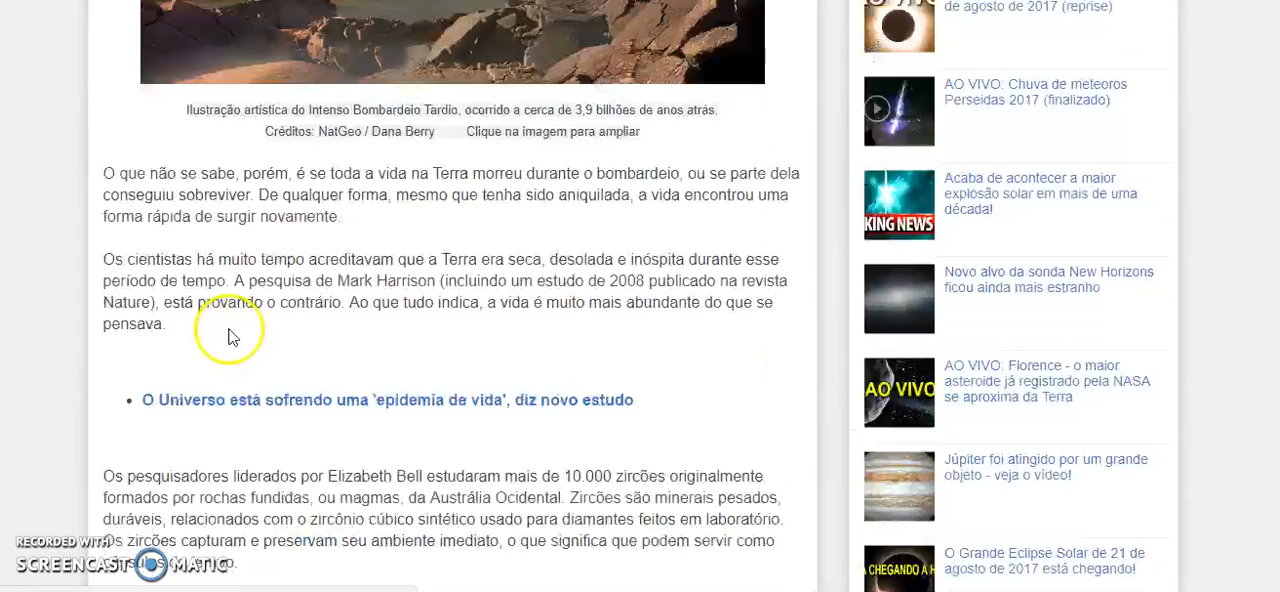 Ilustração artística do Intenso Bombardeio Tardio, ocorrido a cerca de 3,9 bilhões de anos atrás.
Créditos: NatGeo / Dana Berry Clique na imagem para ampliar
O que não se sabe, porém, é se toda a vida na Terra morreu durante o bombardeio, ou se parte dela
conseguiu sobreviver. De qualquer forma, mesmo que tenha sido aniquilada, a vida encontrou uma
forma rápida de surgir novamente.
Os cientistas há muito tempo acreditavam que a Terra era seca, desolada e inóspita durante esse
período de tempo. A pesquisa de Mark Harrison (incluindo um estudo de 2008 publicado na revista
Nature), está provando o contrário. Ao que tudo indica, a vida é muito mais abundante do que se
pensava.
• O Universo está sofrendo uma 'epidemia de vida', diz novo estudo
Os pesquisadores liderados por Elizabeth Bell estudaram mais de 10.000 zircões originalmente
formados por rochas fundidas, ou magmas, da Austrália Ocidental. Zircões são minerais pesados,
duráveis, relacionados com o zircônio cúbico sintético usado para diamantes feitos em laboratório.
Os zircões capturam e preservam seu ambiente imediato, o que significa que podem servir como
RECORDED WITH
SCREENCAST MATIC
de agosto de 2017 (reprise)
AO VIVO: Chuva de meteoros
Perseidas 2017 (finalizado)
KING NEWS
Acaba de acontecer a maior
explosão solar em mais de uma
década!
Novo alvo da sonda New Horizons
ficou ainda mais estranho
AO VIVO
AO VIVO: Florence - o maior
asteroide já registrado pela NASA
se aproxima da Terra
Júpiter foi atingido por um grande
objeto - veja o vídeo!
CHEGANDO A H
O Grande Eclipse Solar de 21 de
agosto de 2017 está chegando!